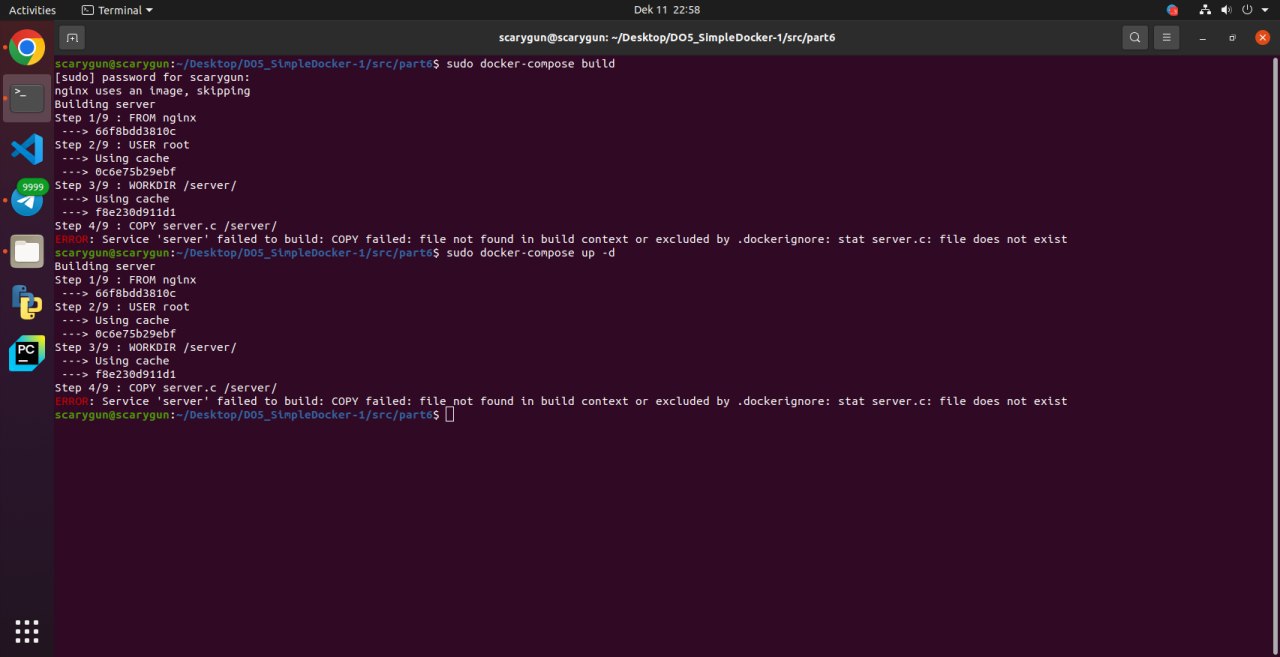 Activities
Terminal
Dek 11 22:58
scarygun@scarygun: ~/Desktop/DO5_SimpleDocker-1/src/part6
scarygun@scarygun:~/Desktop/DO5_SimpleDocker-1/src/part6$ sudo docker-compose build
[sudo] password for scarygun:
nginx uses an image, skipping
Building server
Step 1/9 : FROM nginx
 ---> 66f8bdd3810c
Step 2/9 : USER root
 ---> Using cache
 ---> 0c6e75b29ebf
Step 3/9 : WORKDIR /server/
 ---> Using cache
 ---> f8e230d911d1
Step 4/9 : COPY server.c /server/
ERROR: Service 'server' failed to build: COPY failed: file not found in build context or excluded by .dockerignore: stat server.c: file does not exist
scarygun@scarygun:~/Desktop/DO5_SimpleDocker-1/src/part6$ sudo docker-compose up -d
Building server
Step 1/9 : FROM nginx
 ---> 66f8bdd3810c
Step 2/9 : USER root
 ---> Using cache
 ---> 0c6e75b29ebf
Step 3/9 : WORKDIR /server/
 ---> Using cache
 ---> f8e230d911d1
Step 4/9 : COPY server.c /server/
ERROR: Service 'server' failed to build: COPY failed: file not found in build context or excluded by .dockerignore: stat server.c: file does not exist
scarygun@scarygun:~/Desktop/DO5_SimpleDocker-1/src/part6$
>_
9999
PC